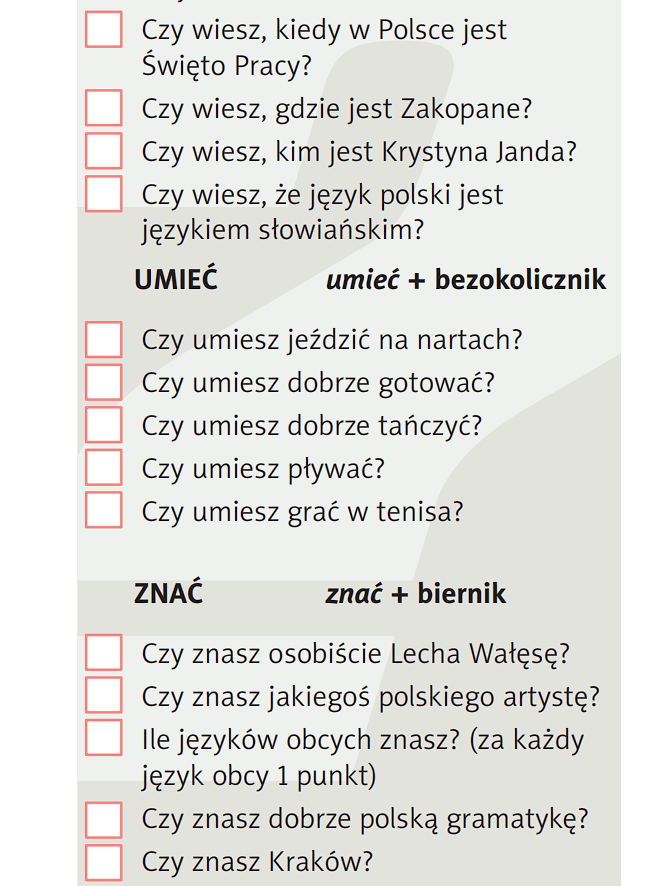 Czy wiesz, kiedy w Polsce jest
Święto Pracy?
Czy wiesz, gdzie jest Zakopane?
Czy wiesz, kim jest Krystyna Janda?
Czy wiesz, że język polski jest
językiem słowiańskim?
UMIEĆ umieć + bezokolicznik
Czy umiesz jeździć na nartach?
Czy umiesz dobrze gotować?
Czy umiesz dobrze tańczyć?
Czy umiesz pływać?
Czy umiesz grać w tenisa?
ZNAĆ znać + biernik
Czy znasz osobiście Lecha Wałęsę?
Czy znasz jakiegoś polskiego artystę?
Ile języków obcych znasz? (za każdy
język obcy 1 punkt)
Czy znasz dobrze polską gramatykę?
Czy znasz Kraków?